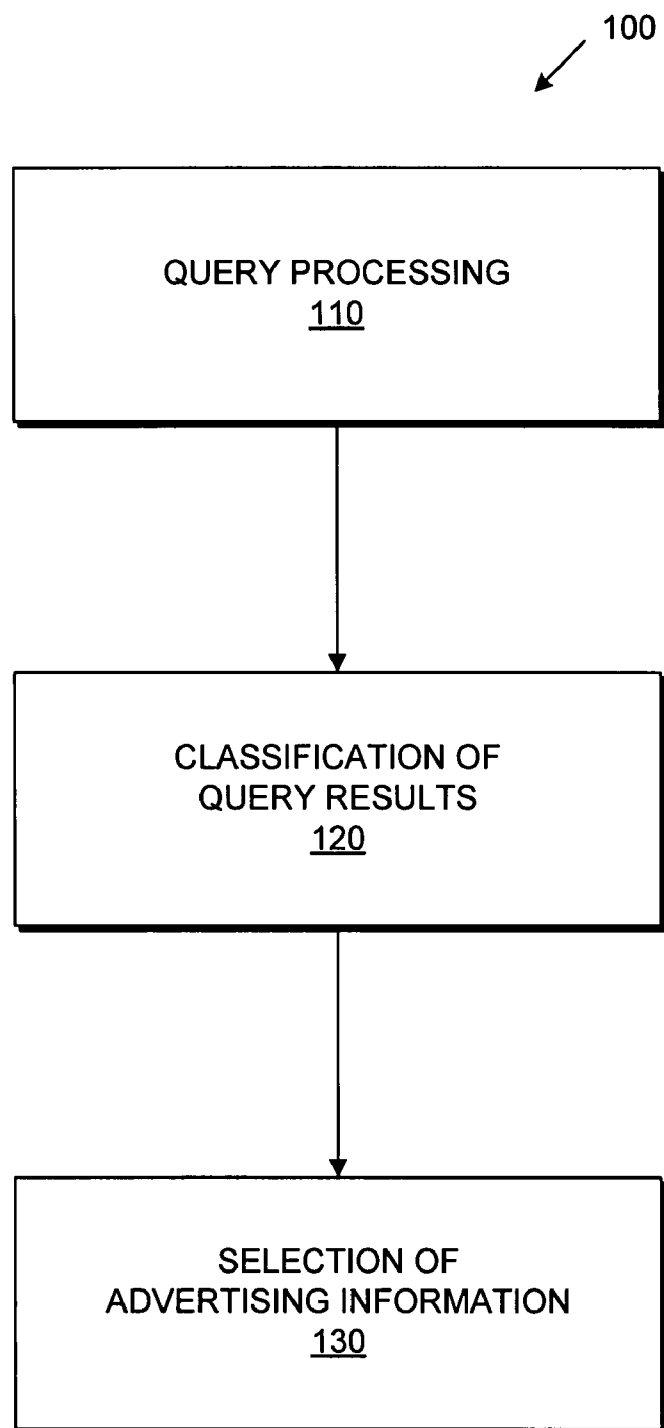 100
QUERY PROCESSING
110
CLASSIFICATION OF
QUERY RESULTS
120
SELECTION OF
ADVERTISING INFORMATION
130